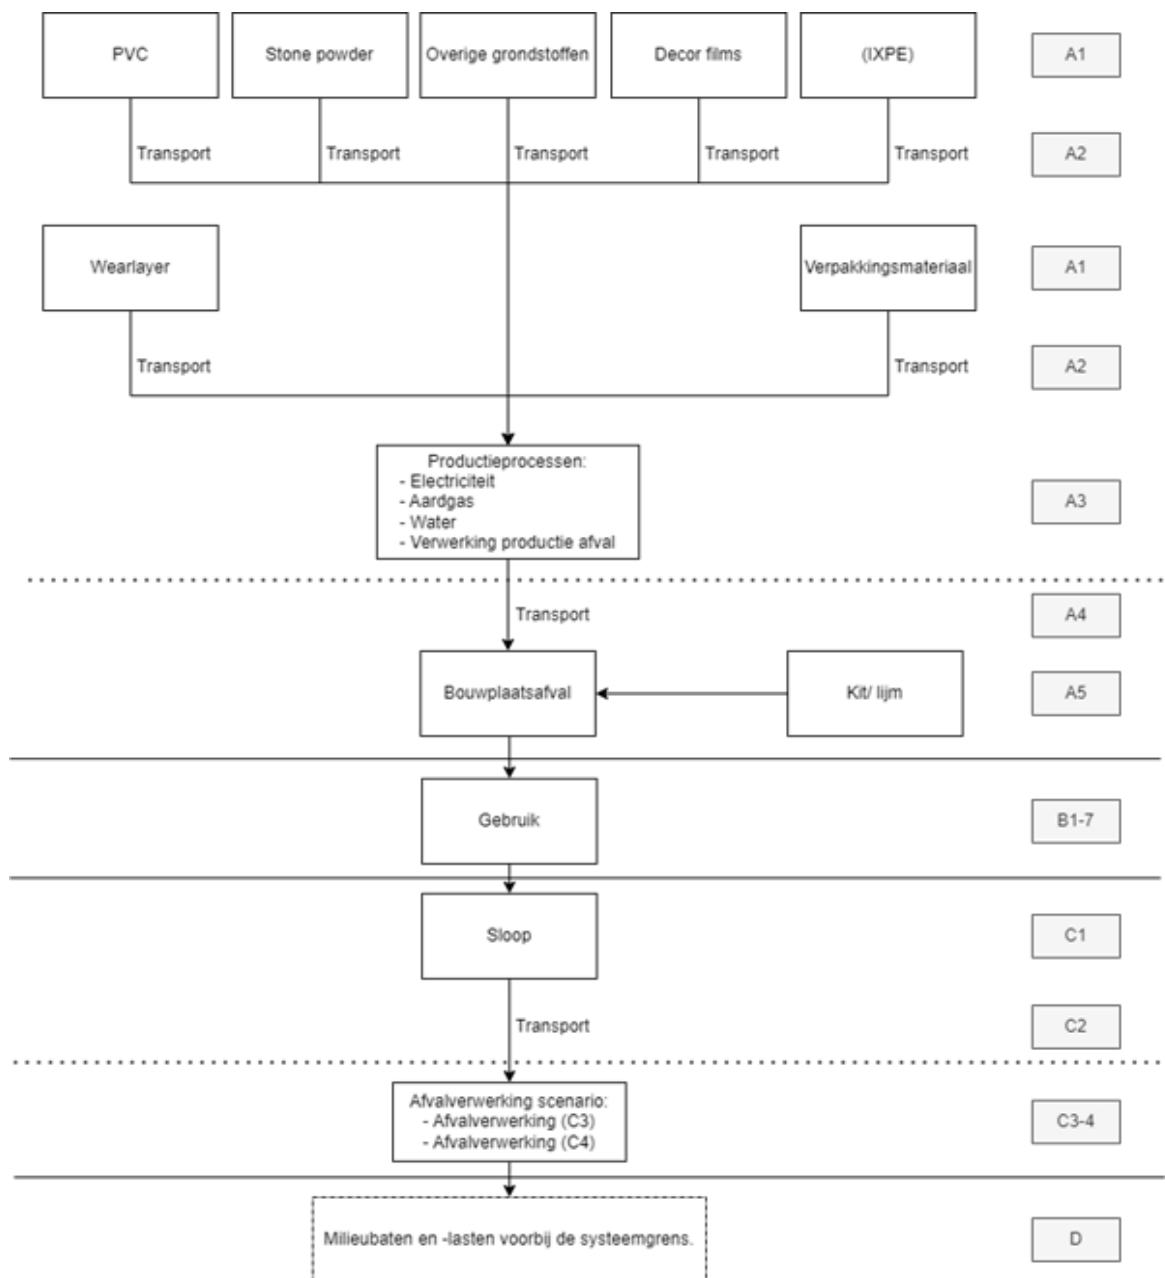 PVC
Stone powder
Overige grondstoffen
Decor films
(IXPE)
A1
Transport
Transport
Transport
Transport
Transport
A2
Wearlayer
Verpakkingsmateriaal
A1
Transport
Transport
A2
Productieprocessen:
- Electriciteit
- Aardgas
- Water
- Verwerking productie afval
A3
Transport
A4
Bouwplaatsafval
Kit/ lijm
A5
Gebruik
B1-7
Sloop
C1
Transport
C2
Afvalverwerking scenario:
- Afvalverwerking (C3)
- Afvalverwerking (C4)
C3-4
Milieubaten en -lasten voorbij de systeemgrens.
D